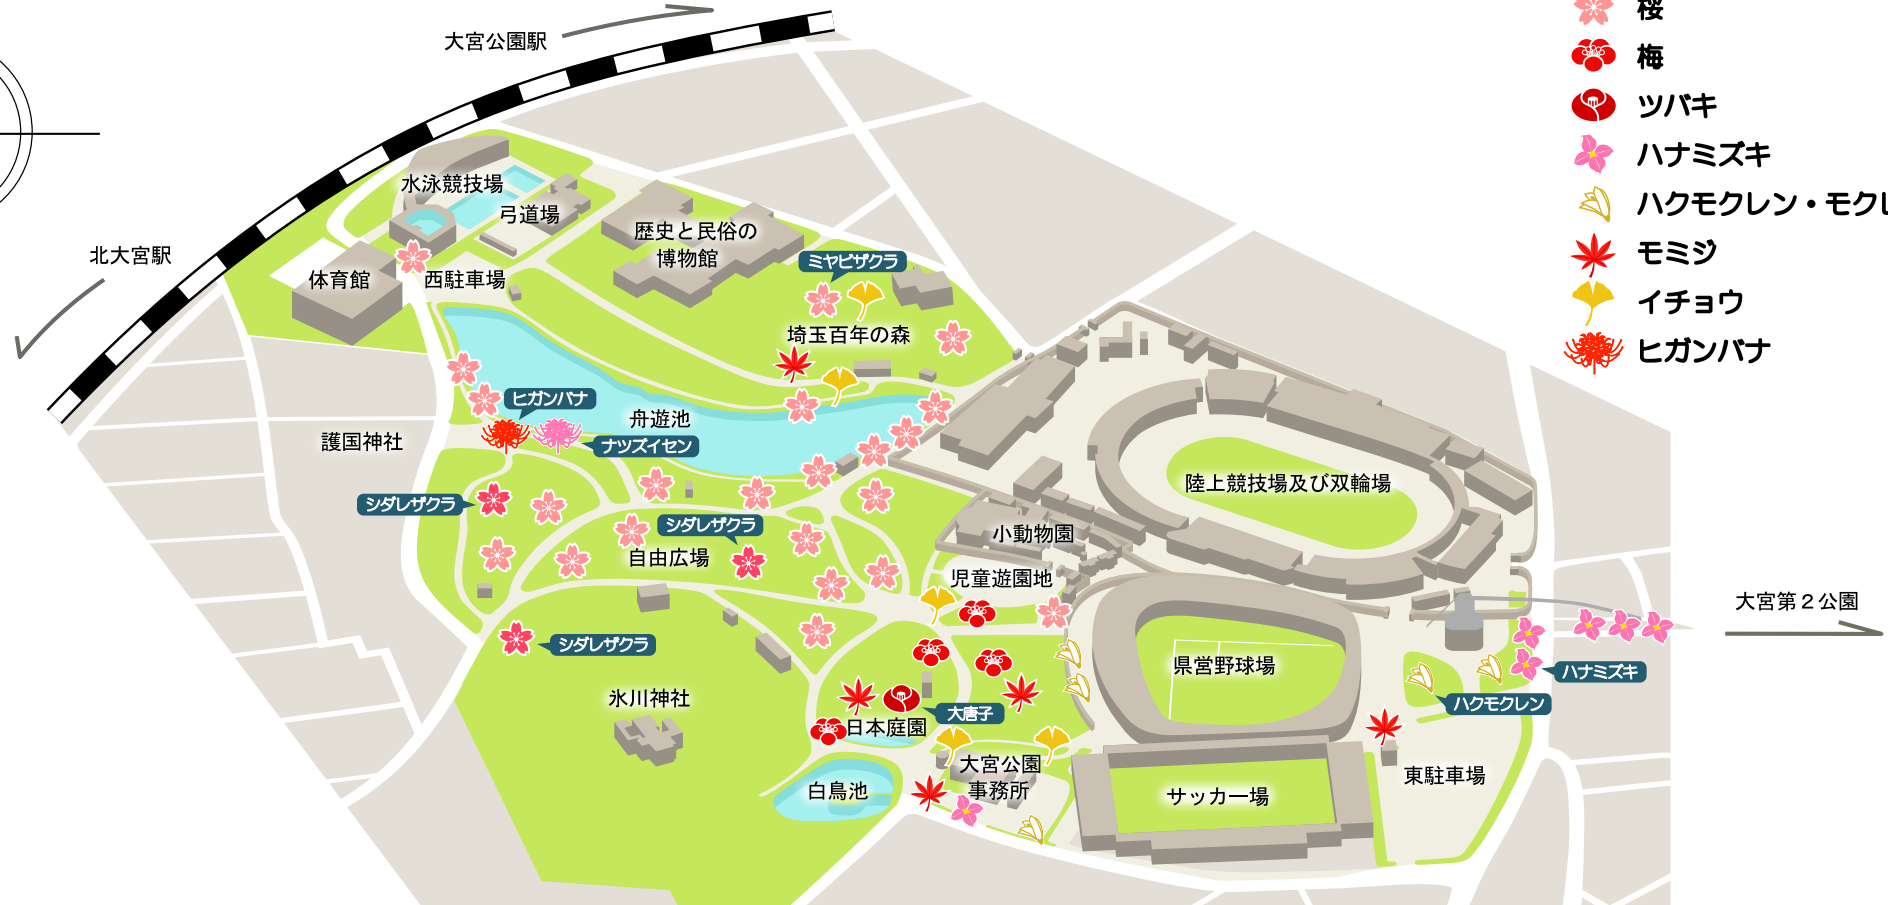 桜
大宮公園駅
梅
ツバキ
ハナミズキ
水泳競技場
ハクモクレン・モクレ
弓道場
歴史と民俗の
博物館
モミジ
北大宮駅
ミヤビザクラ
体育館
西駐車場
イチョウ
埼玉百年の森
ヒガンバナ
ヒガンバナ
舟遊池
護国神社
ナツズイセン
陸上競技場及び双輪場
シダレザクラ
シダレザクラ
小動物園
自由広場
児童遊園地
大宮第2公園
シダレザクラ
県営野球場
ハナミズキ
氷川神社
ハクモクレン
大唐子
日本庭園
大宮公園
事務所
東駐車場
白鳥池
サッカー場